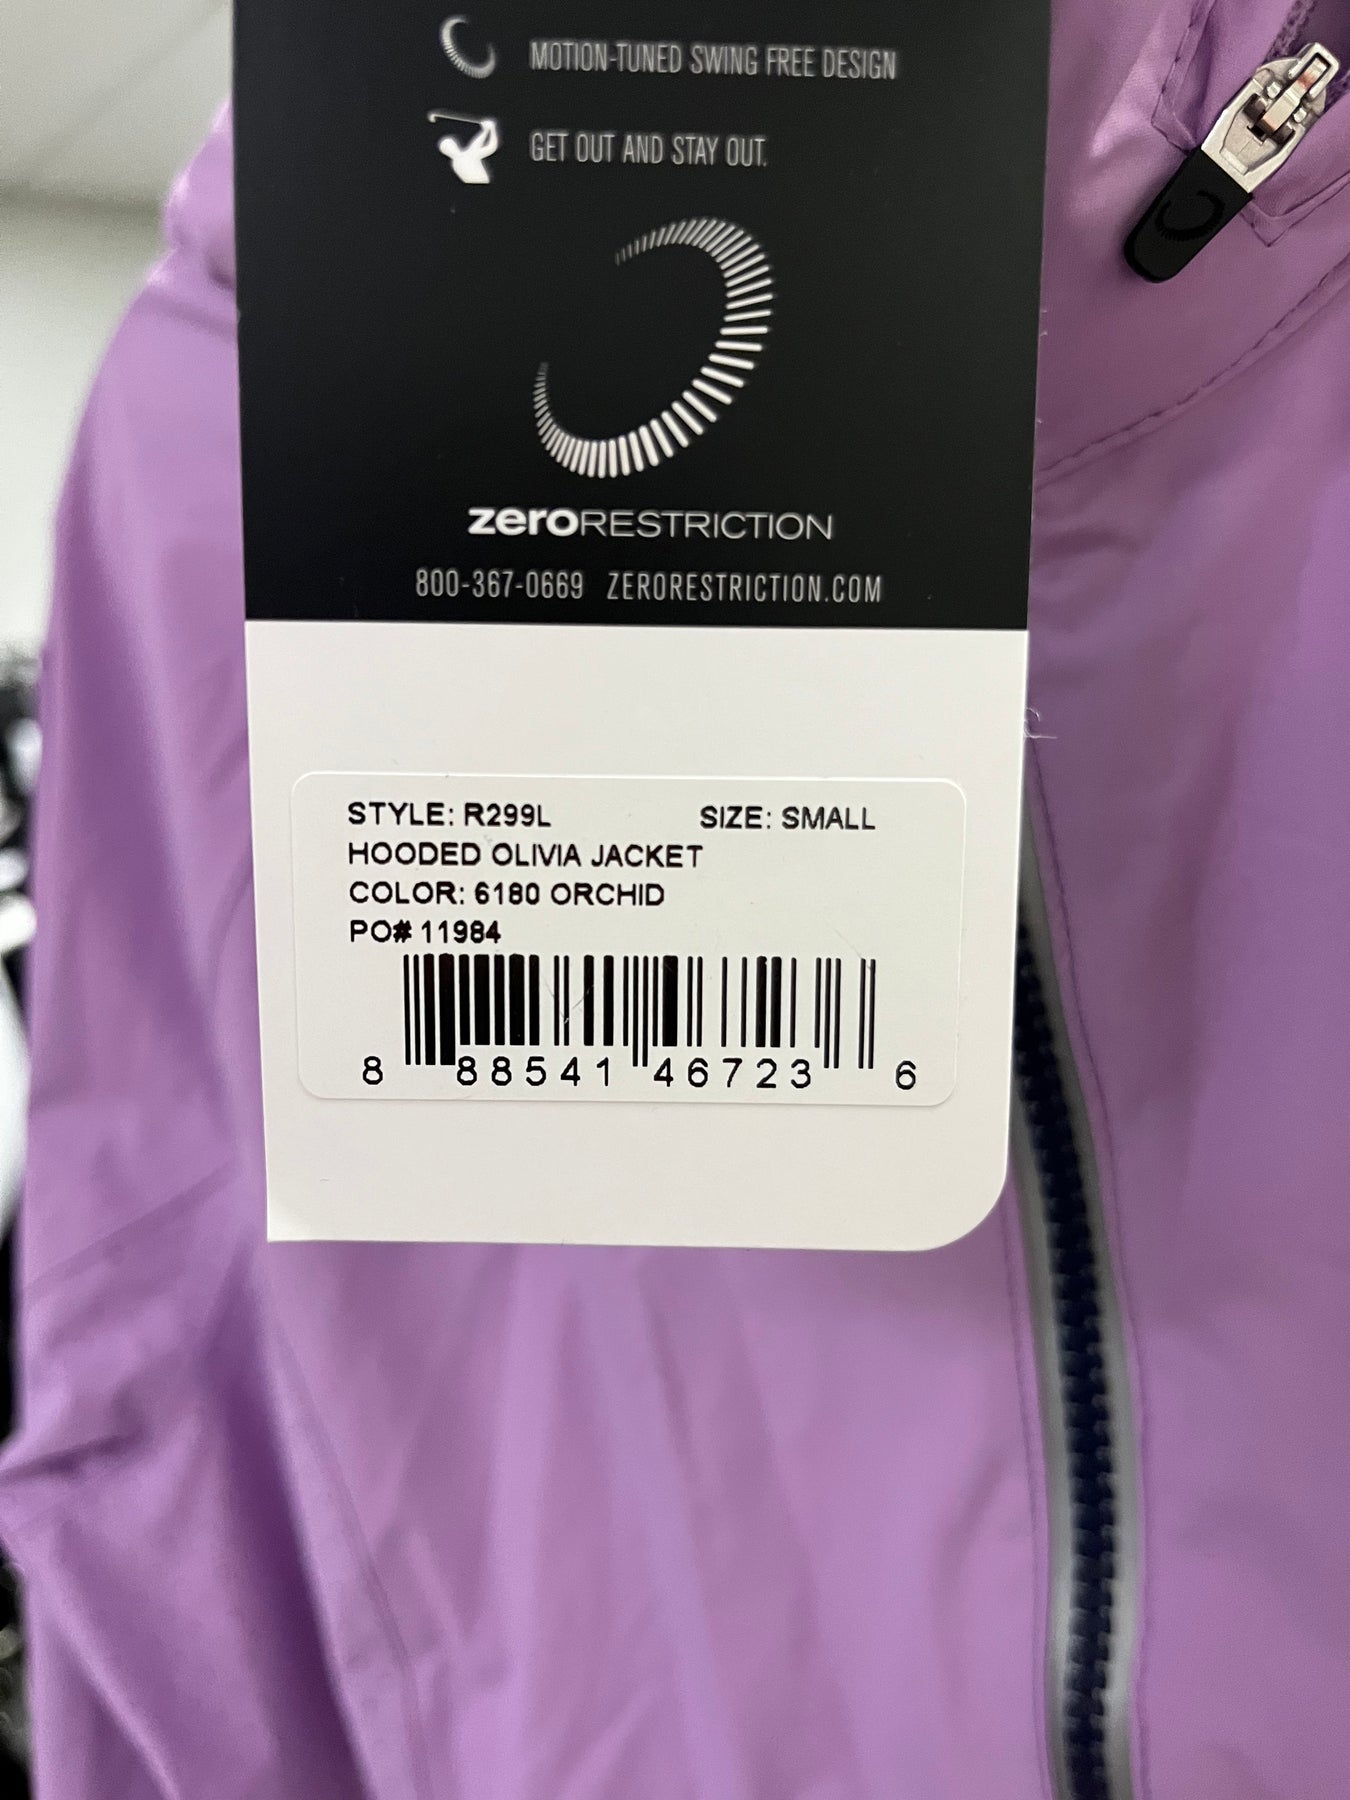 MOTION-TUNED SWING FREE DESIGN
GET OUT AND STAY OUT.
zeroRESTRICTION
800-367-0669 ZERORESTRICTION.COM
STYLE: R299L SIZE: SMALL
HOODED OLIVIA JACKET
COLOR: 6180 ORCHID
PO# 11984
8 88541 46723 6